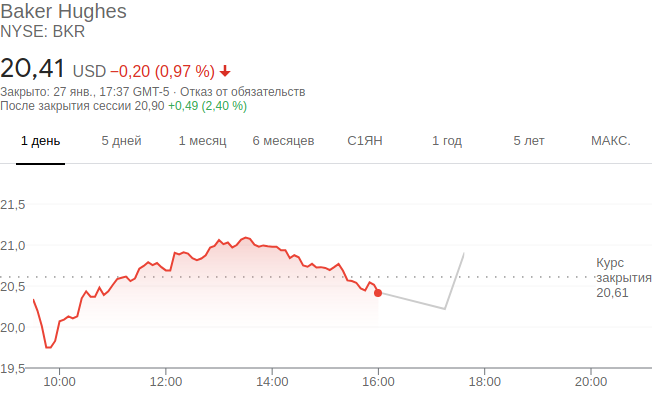 Baker Hughes
NYSE: BKR
20,41 USD −0,20 (0,97 %)
Закрыто: 27 янв., 17:37 GMT-5 · Отказ от обязательств
После закрытия сессии 20,90 +0,49 (2,40 %)
1 день 5 дней 1 месяц 6 месяцев С1ЯН 1 год 5 лет МАКС.
21,5
21,0
Курс
закрытия
20,61
20,5
20,0
19,5
10:00 12:00 14:00 16:00 18:00 20:00